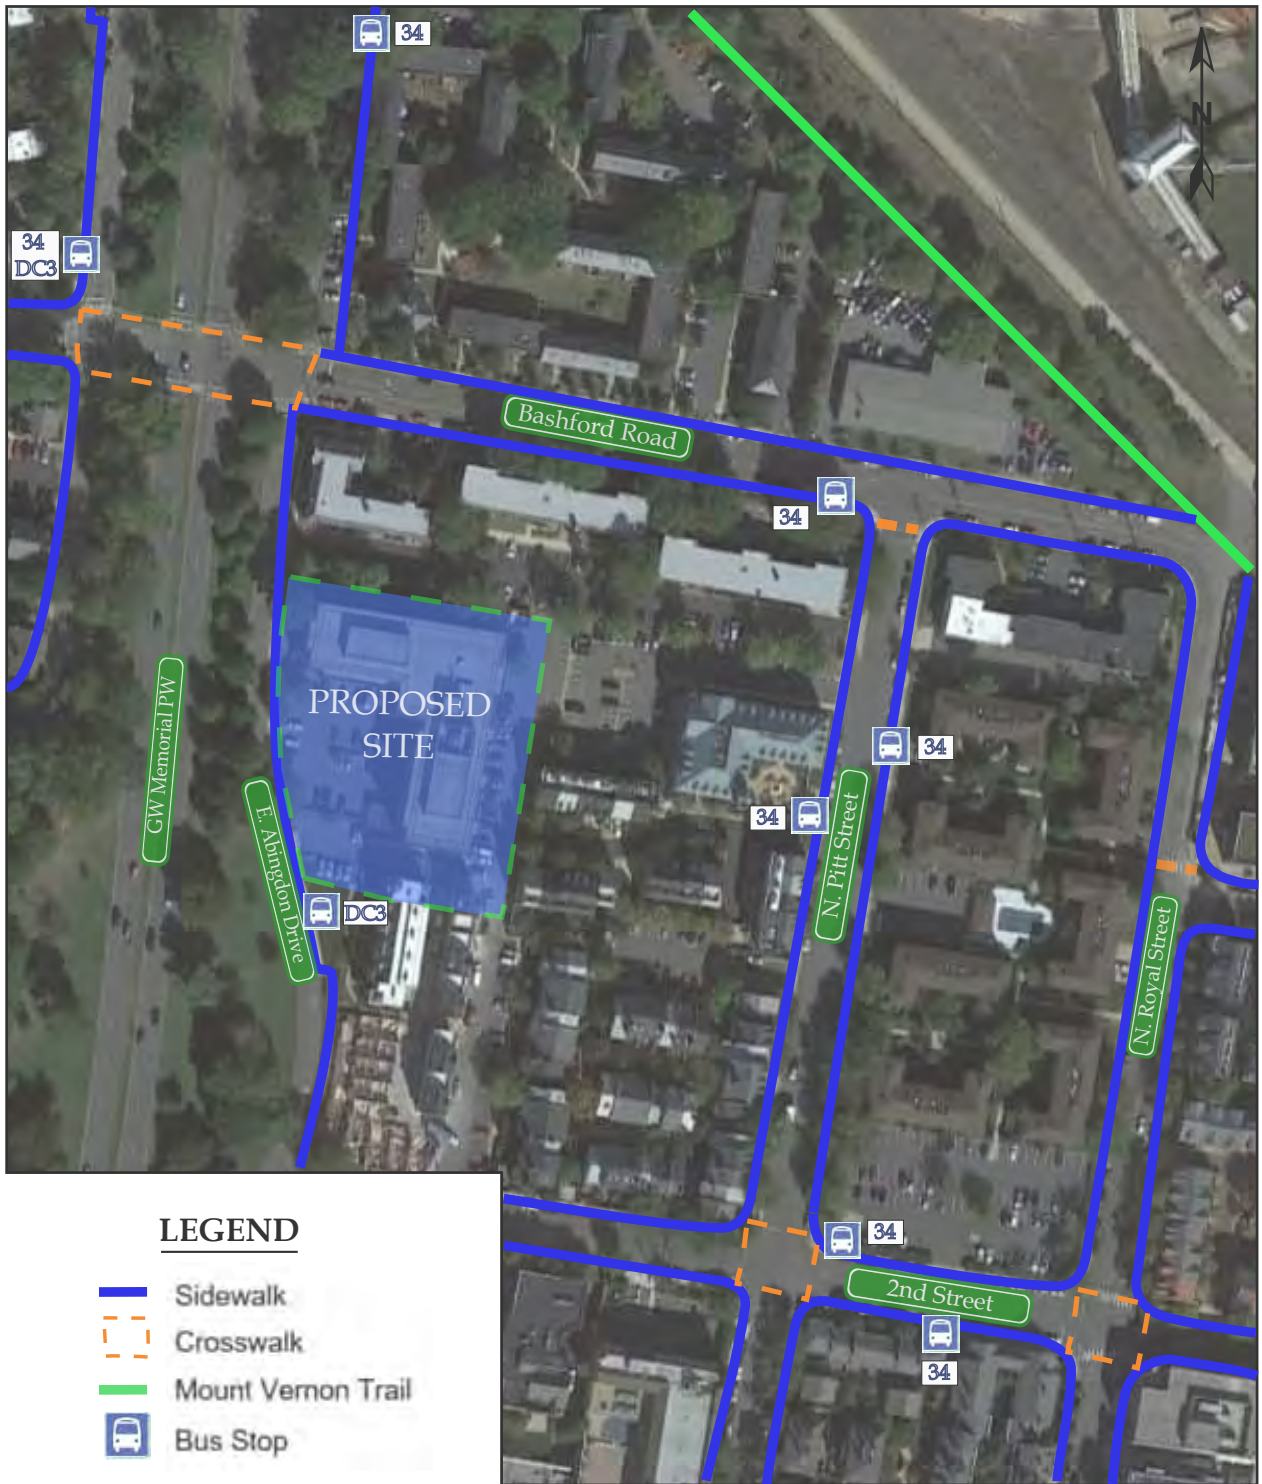 34
N
34
DC3
Bashford Road
34
PROPOSED
SITE
GW Memorial PW
34
E. Abingdon Drive
34
N. Pitt Street
DC3
N. Royal Street
34
2nd Street
34
LEGEND
Sidewalk
Crosswalk
Mount Vernon Trail
Bus Stop